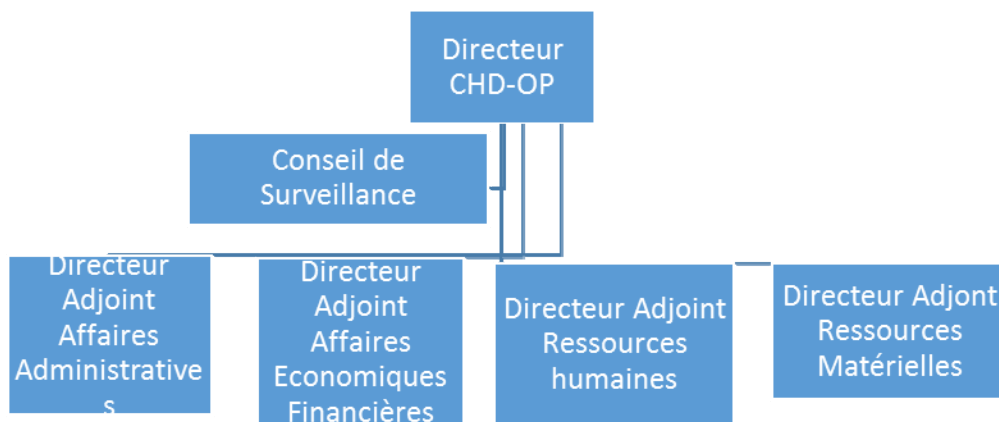 Directeur
CHD-OP
Conseil de
Surveillance
Directeur
Adjoint
Affaires
Administrative
s
Directeur
Adjoint
Affaires
Economiques
Financières
Directeur Adjoint
Ressources
humaines
Directeur Adjont
Ressources
Matérielles